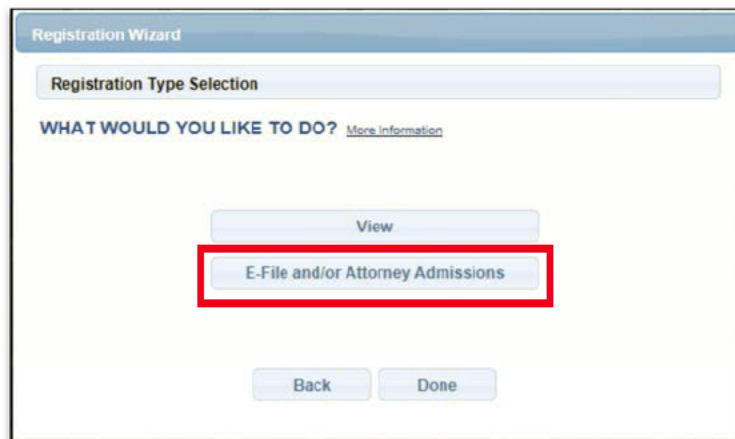 Registration Wizard
Registration Type Selection
WHAT WOULD YOU LIKE TO DO? More Information
View
E-File and/or Attorney Admissions
Back Done